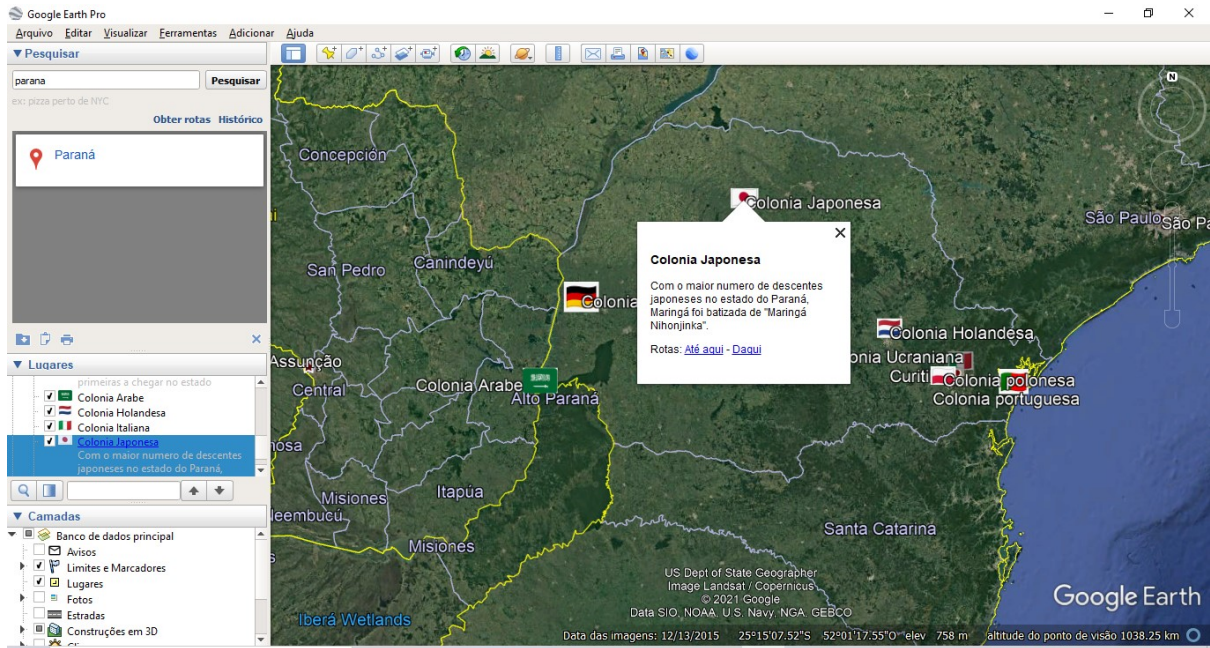 Google Earth Pro
Arquivo Editar Visualizar Ferramentas Adicionar Ajuda
Pesquisar
parana
Pesquisar
ex: pizza perto de NYC
Obter rotas Histórico
Paraná
Lugares
primeiras a chegar no estado
Colonia Arabe
Colonia Holandesa
Colonia Italiana
Colonia Japonesa
Com o maior numero de descentes
japoneses no estado do Paraná,
Camadas
Banco de dados principal
Avisos
Limites e Marcadores
Lugares
Fotos
Estradas
Construções em 3D
N
Concepción
Colonia Japonesa
São Paulo
São Pa
San Pedro
Canindeyú
Colonia
Colonia Japonesa
Com o maior numero de descentes
japoneses no estado do Paraná,
Maringá foi batizada de "Maringá
Nihonjinka".
Rotas: Até aqui - Daqui
Colonia Holandesa
onia Ucraniana
Curiti
Colonia polonesa
Colonia portuguesa
Assunção
Central
Colonia Arabe
Alto Paraná
Misiones
Itapúa
leembucú
Misiones
Santa Catarina
Iberá Wetlands
US Dept of State Geographer
Image Landsat / Copernicus
© 2021 Google
Data SIO, NOAA, U.S. Navy, NGA, GEBCO
Google Earth
Data das imagens: 12/13/2015 25°15'07.52"S 52°01'17.55"O elev 758 m altitude do ponto de visão 1038.25 km